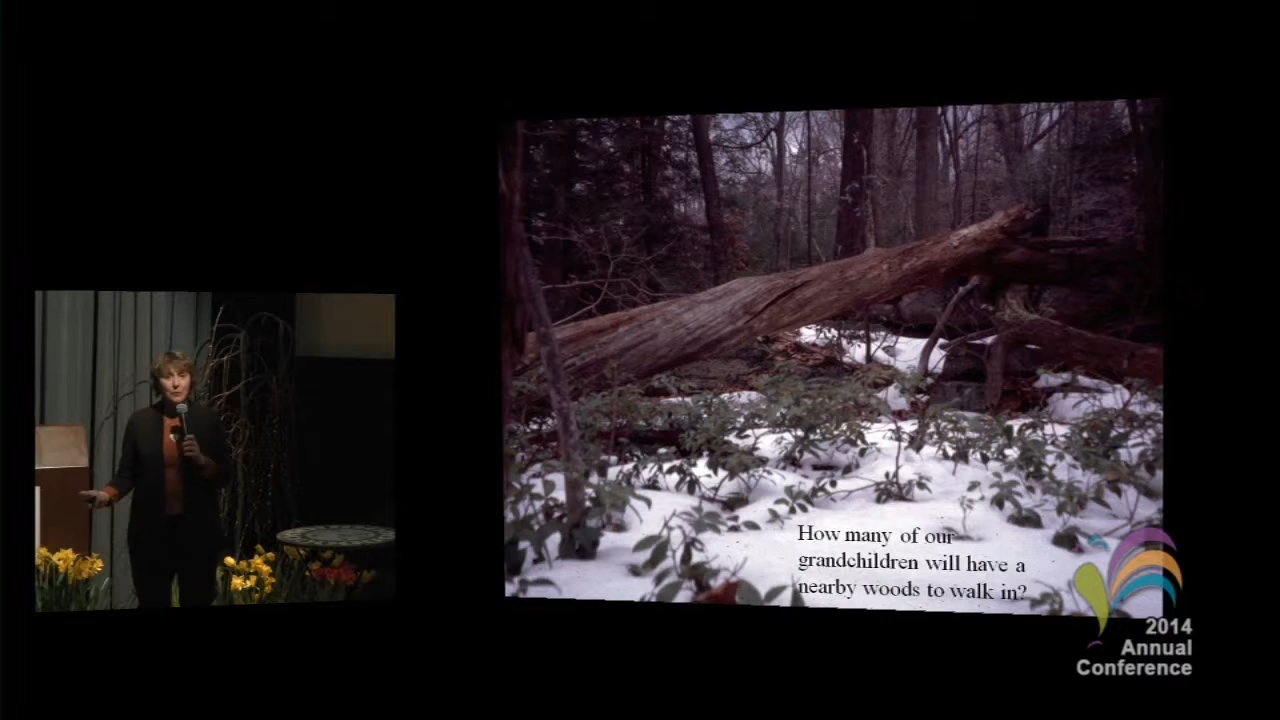 How many of our
grandchildren will have a
nearby woods to walk in?
2014
Annual
Conference